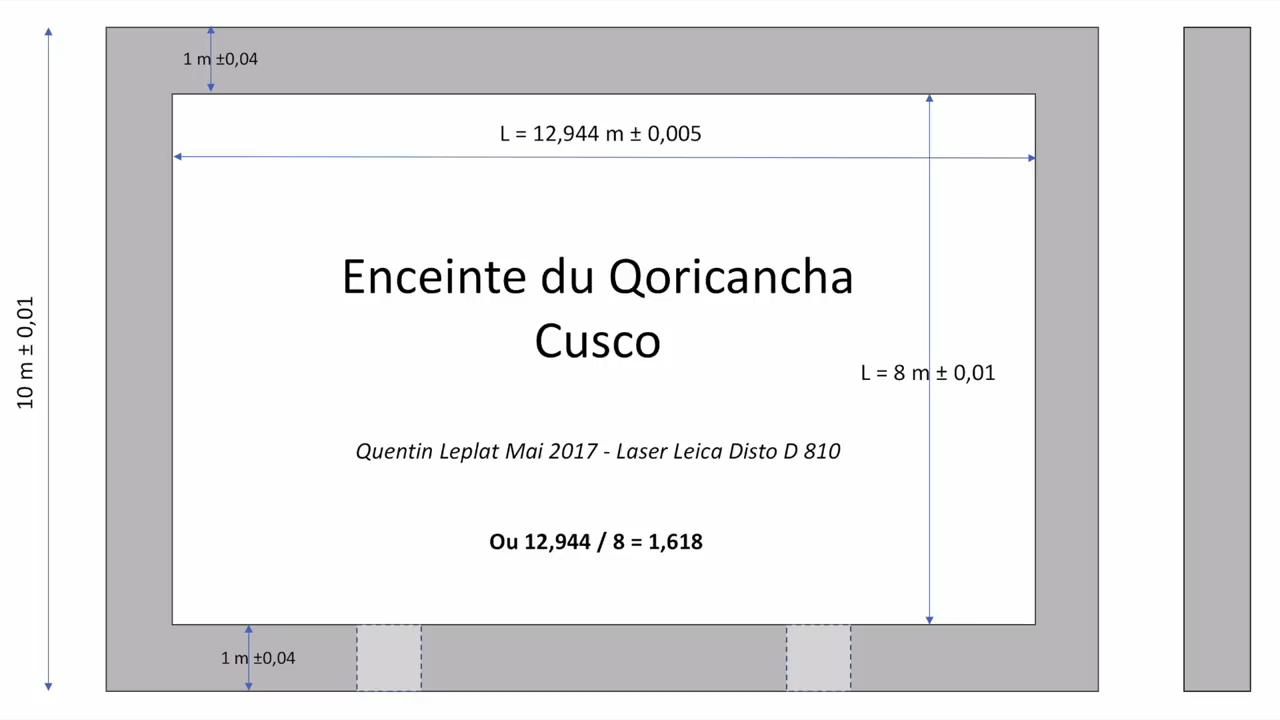 1 m ±0,04
L = 12,944 m ± 0,005
Enceinte du Qoricancha
Cusco
10 m ± 0,01
L = 8 m ± 0,01
Quentin Leplat Mai 2017 - Laser Leica Disto D 810
Ou 12,944 / 8 = 1,618
1 m ±0,04